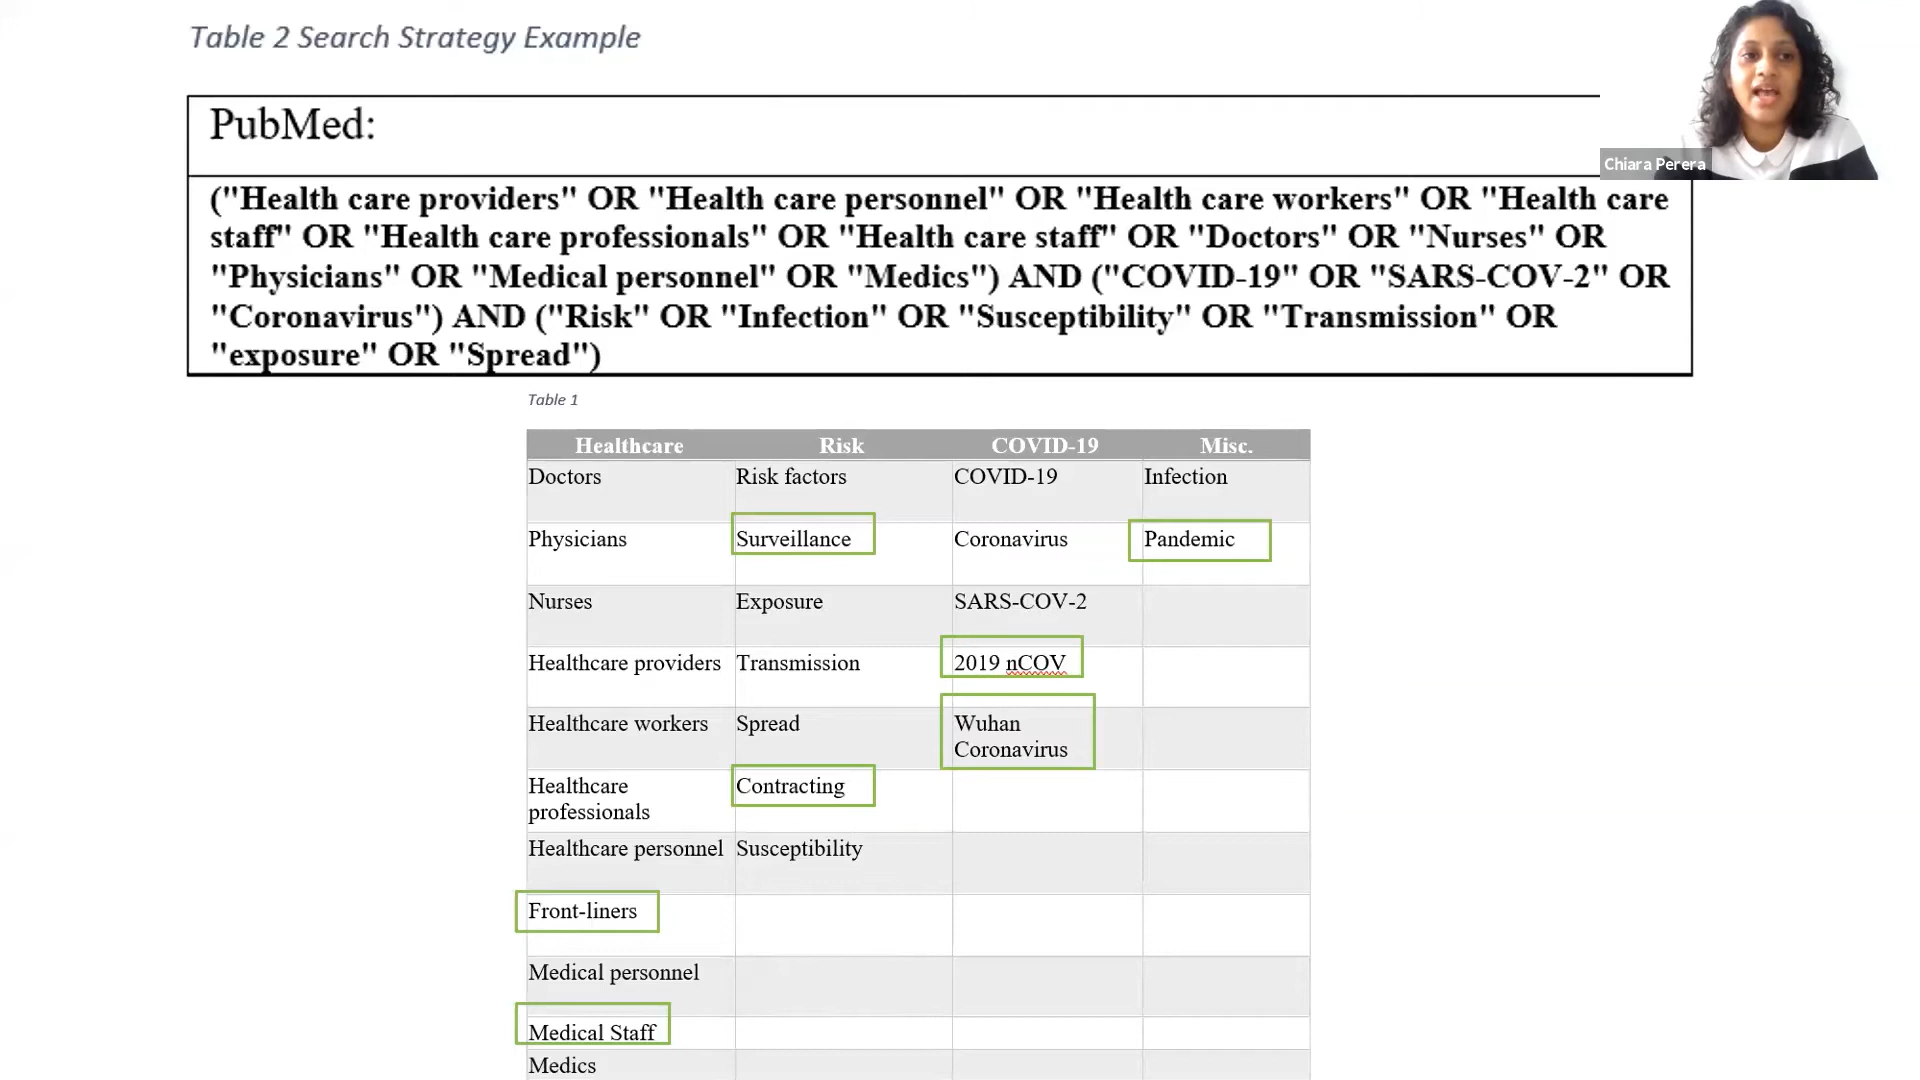 Table 2 Search Strategy Example
Chiara Perera
PubMed:
("Health care providers" OR "Health care personnel" OR "Health care workers" OR "Health care
staff" OR "Health care professionals" OR "Health care staff" OR "Doctors" OR "Nurses" OR
"Physicians" OR "Medical personnel" OR "Medics") AND ("COVID-19" OR "SARS-COV-2" OR
"Coronavirus") AND ("Risk" OR "Infection" OR "Susceptibility" OR "Transmission" OR
"exposure" OR "Spread")
Table 1
Healthcare Risk COVID-19 Misc.
Doctors Risk factors COVID-19 Infection
Physicians Surveillance Coronavirus Pandemic
Nurses Exposure SARS-COV-2
Healthcare providers Transmission 2019 nCOV
Healthcare workers Spread Wuhan
Coronavirus
Healthcare Contracting
professionals
Healthcare personnel Susceptibility
Front-liners
Medical personnel
Medical Staff
Medics